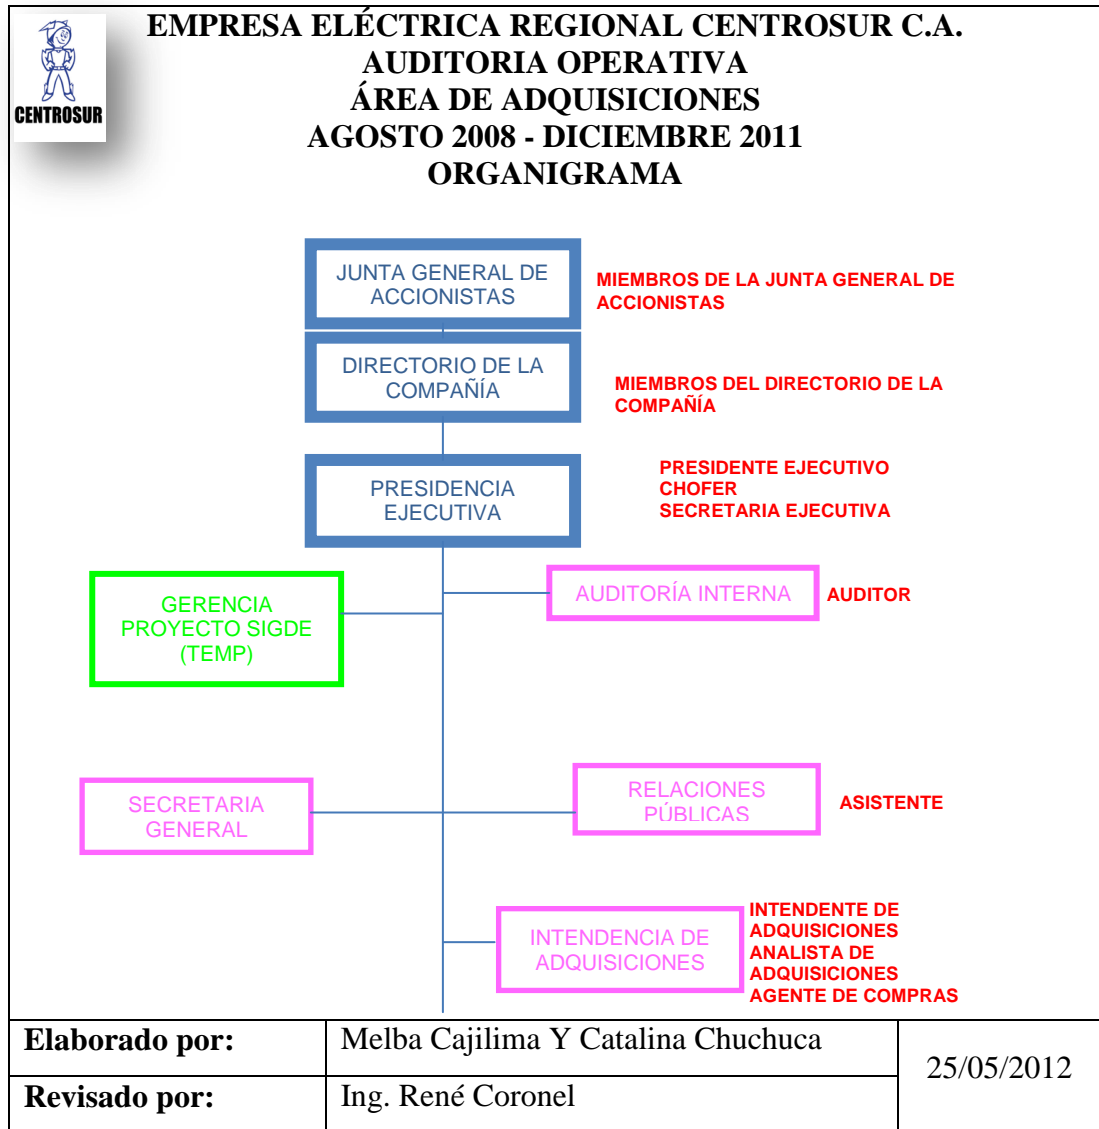 EMPRESA ELÉCTRICA REGIONAL CENTROSUR C.A.
AUDITORIA OPERATIVA
ÁREA DE ADQUISICIONES
AGOSTO 2008 - DICIEMBRE 2011
ORGANIGRAMA
CENTROSUR
JUNTA GENERAL DE
ACCIONISTAS
MIEMBROS DE LA JUNTA GENERAL DE
ACCIONISTAS
DIRECTORIO DE LA
COMPAÑÍA
MIEMBROS DEL DIRECTORIO DE LA
COMPAÑÍA
PRESIDENCIA
EJECUTIVA
PRESIDENTE EJECUTIVO
CHOFER
SECRETARIA EJECUTIVA
GERENCIA
PROYECTO SIGDE
(TEMP)
AUDITORÍA INTERNA
AUDITOR
SECRETARIA
GENERAL
RELACIONES
PÚBLICAS
ASISTENTE
INTENDENCIA DE
ADQUISICIONES
INTENDENTE DE
ADQUISICIONES
ANALISTA DE
ADQUISICIONES
AGENTE DE COMPRAS
Elaborado por:
Melba Cajilima Y Catalina Chuchuca
25/05/2012
Revisado por:
Ing. René Coronel